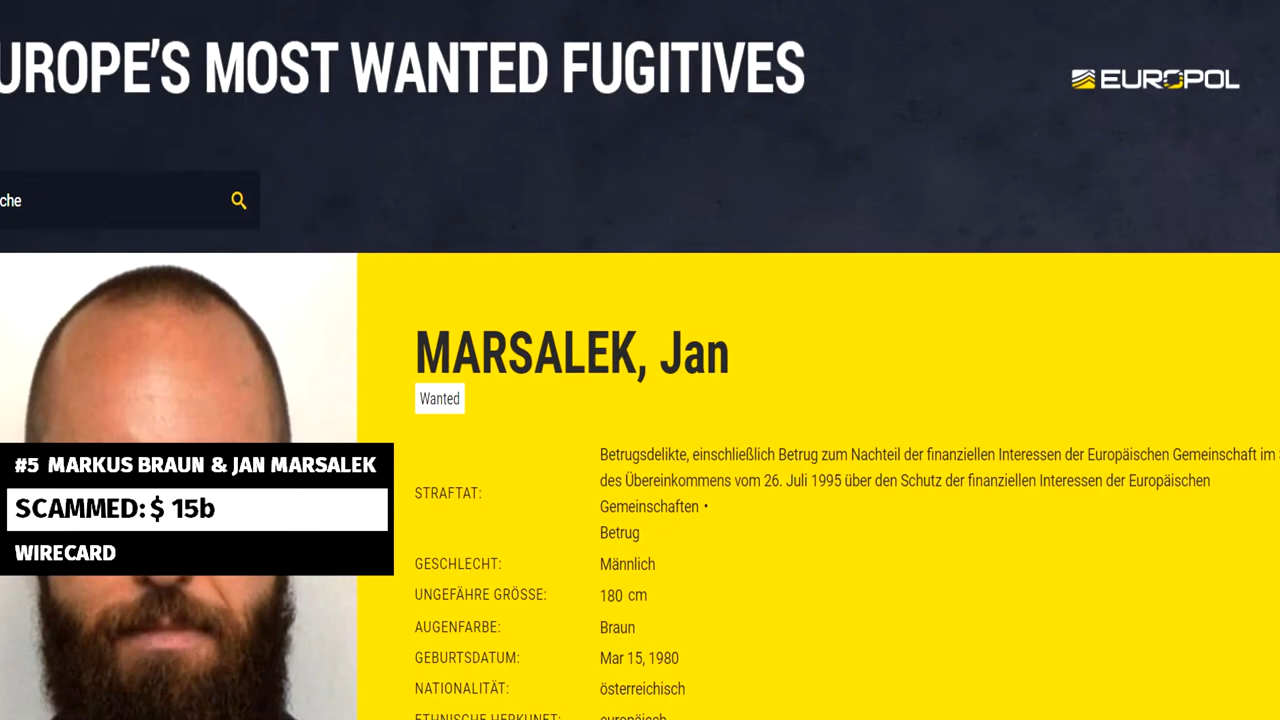 UROPE'S MOST WANTED FUGITIVES
EUROPOL
che
MARSALEK, Jan
Wanted
STRAFTAT:
Betrugsdelikte, einschließlich Betrug zum Nachteil der finanziellen Interessen der Europäischen Gemeinschaft im
des Übereinkommens vom 26. Juli 1995 über den Schutz der finanziellen Interessen der Europäischen
Gemeinschaften •
Betrug
GESCHLECHT: Männlich
UNGEFÄHRE GRÖSSE: 180 cm
AUGENFARBE: Braun
GEBURTSDATUM: Mar 15, 1980
NATIONALITÄT: österreichisch
ETHNISCHE HERKUNFT: europäisch
#5 MARKUS BRAUN & JAN MARSALEK
SCAMMED: $ 15b
WIRECARD